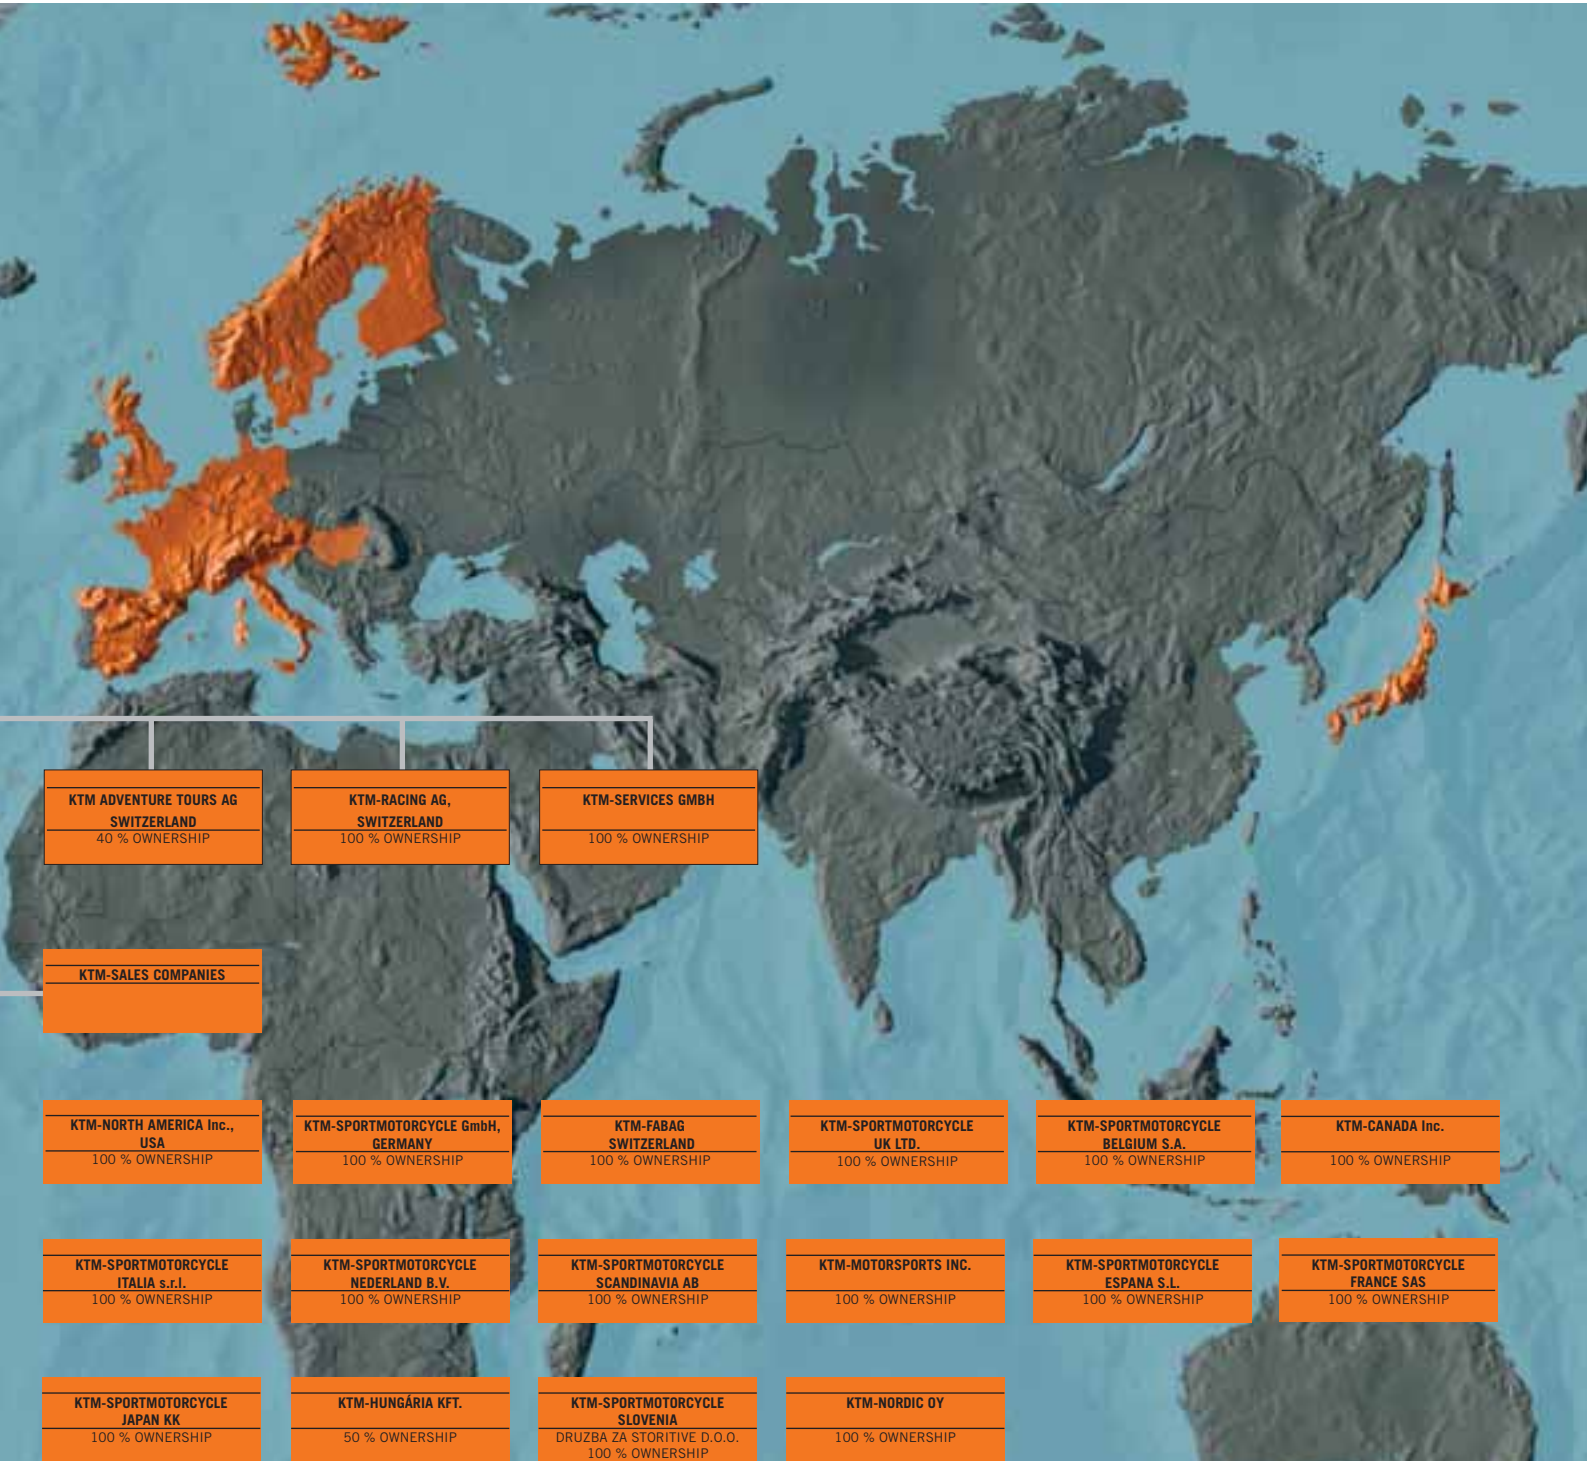 KTM ADVENTURE TOURS AG
SWITZERLAND
40 % OWNERSHIP
KTM-RACING AG,
SWITZERLAND
100 % OWNERSHIP
KTM-SERVICES GMBH
100 % OWNERSHIP
KTM-SALES COMPANIES
KTM-NORTH AMERICA Inc.,
USA
100 % OWNERSHIP
KTM-SPORTMOTORCYCLE GmbH,
GERMANY
100 % OWNERSHIP
KTM-FABAG
SWITZERLAND
100 % OWNERSHIP
KTM-SPORTMOTORCYCLE
UK LTD.
100 % OWNERSHIP
KTM-SPORTMOTORCYCLE
BELGIUM S.A.
100 % OWNERSHIP
KTM-CANADA Inc.
100 % OWNERSHIP
KTM-SPORTMOTORCYCLE
ITALIA s.r.l.
100 % OWNERSHIP
KTM-SPORTMOTORCYCLE
NEDERLAND B.V.
100 % OWNERSHIP
KTM-SPORTMOTORCYCLE
SCANDINAVIA AB
100 % OWNERSHIP
KTM-MOTORSPORTS INC.
100 % OWNERSHIP
KTM-SPORTMOTORCYCLE
ESPANA S.L.
100 % OWNERSHIP
KTM-SPORTMOTORCYCLE
FRANCE SAS
100 % OWNERSHIP
KTM-SPORTMOTORCYCLE
JAPAN KK
100 % OWNERSHIP
KTM-HUNGÁRIA KFT.
50 % OWNERSHIP
KTM-SPORTMOTORCYCLE
SLOVENIA
DRUZBA ZA STORITIVE D.O.O.
100 % OWNERSHIP
KTM-NORDIC OY
100 % OWNERSHIP